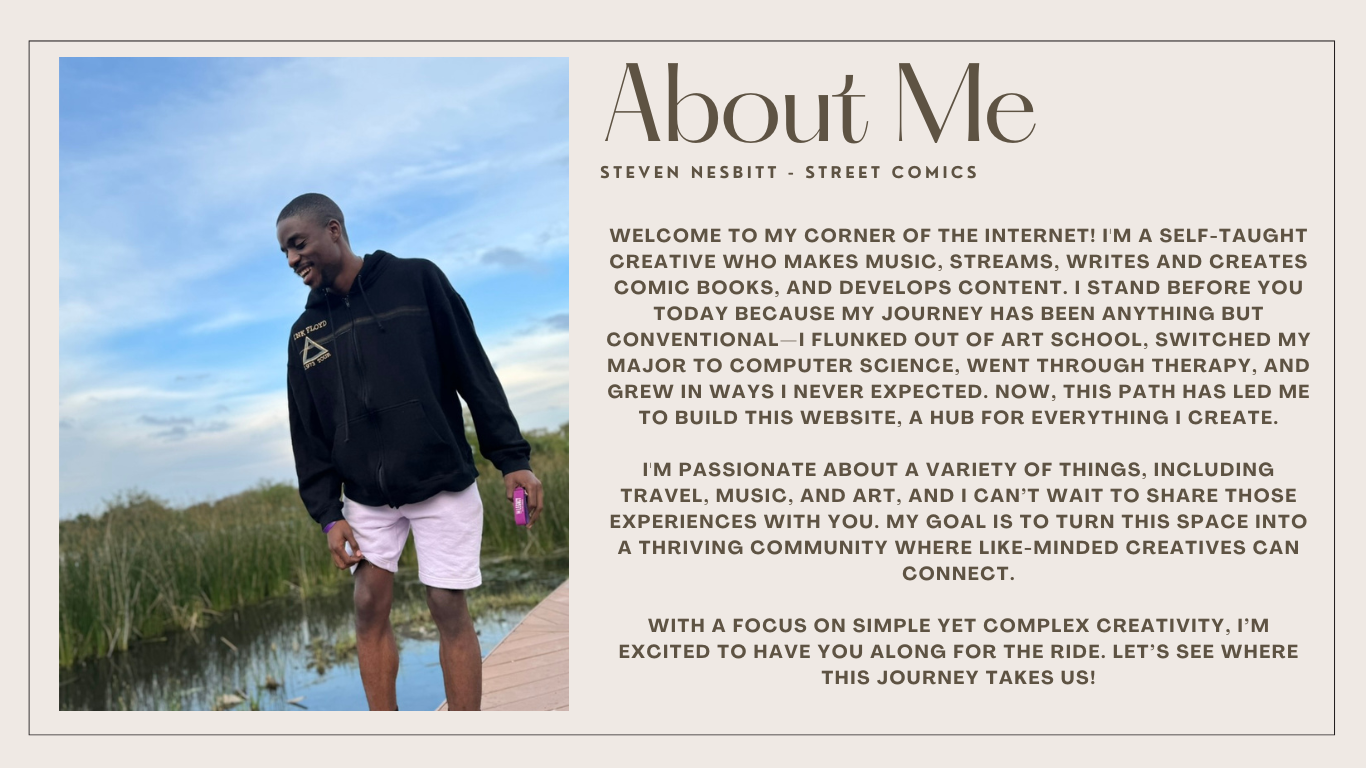 About Me
STEVEN NESBITT - STREET COMICS
WELCOME TO MY CORNER OF THE INTERNET! I'M A SELF-TAUGHT
CREATIVE WHO MAKES MUSIC, STREAMS, WRITES AND CREATES
COMIC BOOKS, AND DEVELOPS CONTENT. I STAND BEFORE YOU
TODAY BECAUSE MY JOURNEY HAS BEEN ANYTHING BUT
CONVENTIONAL—I FLUNKED OUT OF ART SCHOOL, SWITCHED MY
MAJOR TO COMPUTER SCIENCE, WENT THROUGH THERAPY, AND
GREW IN WAYS I NEVER EXPECTED. NOW, THIS PATH HAS LED ME
TO BUILD THIS WEBSITE, A HUB FOR EVERYTHING I CREATE.
I'M PASSIONATE ABOUT A VARIETY OF THINGS, INCLUDING
TRAVEL, MUSIC, AND ART, AND I CAN’T WAIT TO SHARE THOSE
EXPERIENCES WITH YOU. MY GOAL IS TO TURN THIS SPACE INTO
A THRIVING COMMUNITY WHERE LIKE-MINDED CREATIVES CAN
CONNECT.
WITH A FOCUS ON SIMPLE YET COMPLEX CREATIVITY, I’M
EXCITED TO HAVE YOU ALONG FOR THE RIDE. LET’S SEE WHERE
THIS JOURNEY TAKES US!
FLOYD